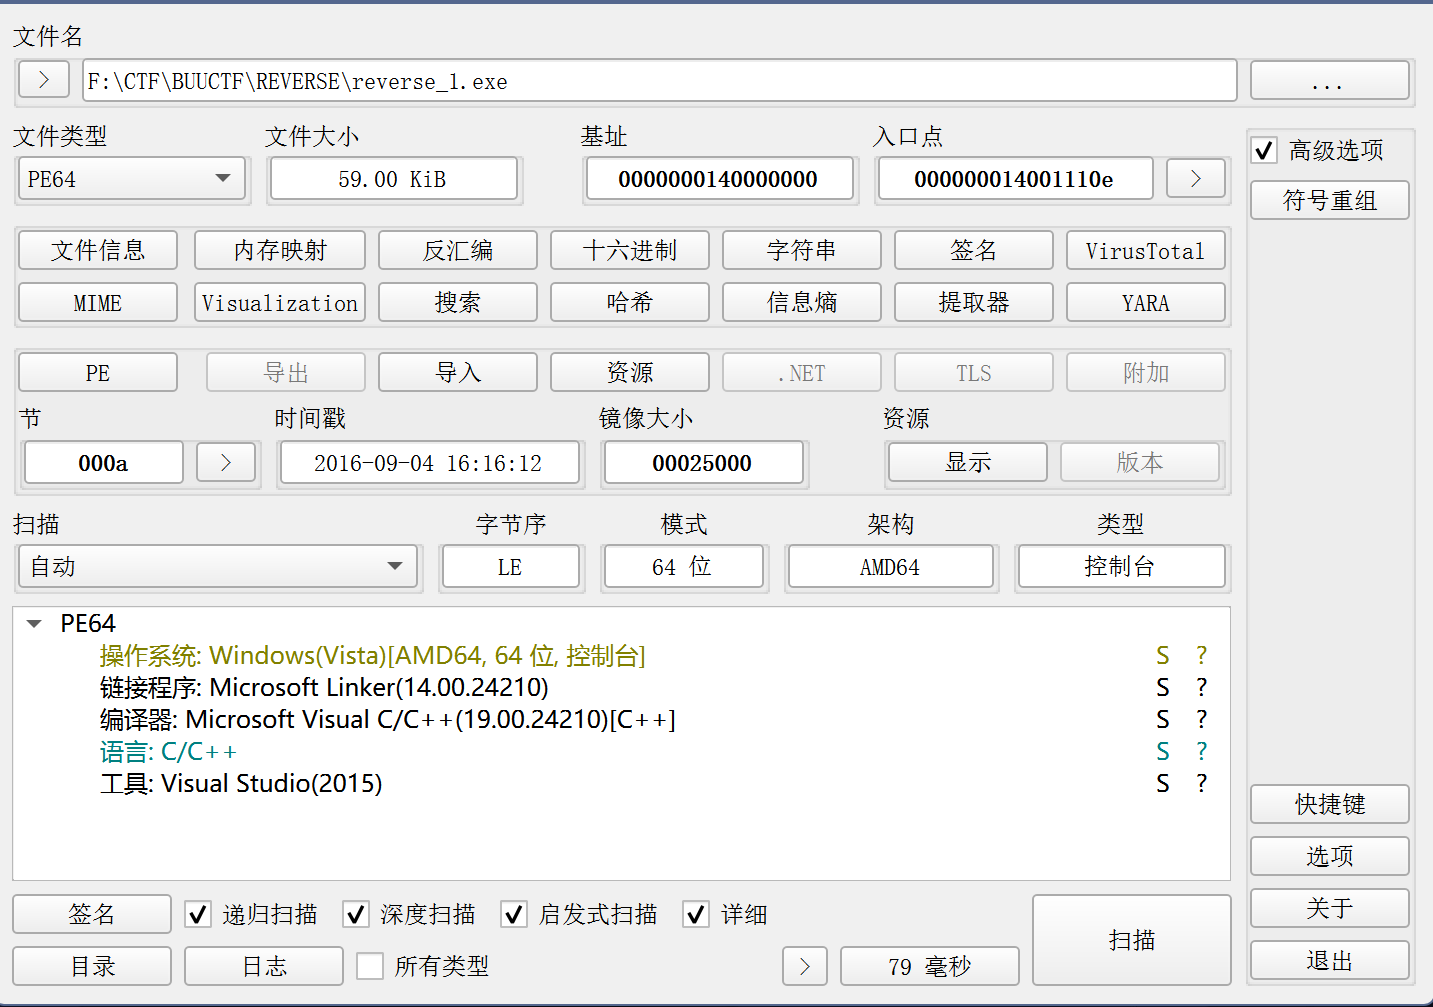 文件名
F:\CTF\BUUCTF\REVERSE\reverse_1.exe ...
文件类型 文件大小 基址 入口点
PE64 59.00 KiB 0000000140000000 000000014001110e
高级选项
符号重组
文件信息 内存映射 反汇编 十六进制 字符串 签名 VirusTotal
MIME Visualization 搜索 哈希 信息熵 提取器 YARA
PE 导出 导入 资源 .NET TLS 附加
节 时间戳 镜像大小 资源
000a 2016-09-04 16:16:12 00025000 显示 版本
扫描 字节序 模式 架构 类型
自动 LE 64 位 AMD64 控制台
PE64
操作系统: Windows(Vista)[AMD64, 64 位, 控制台] S ?
链接程序: Microsoft Linker(14.00.24210) S ?
编译器: Microsoft Visual C/C++(19.00.24210)[C++] S ?
语言: C/C++ S ?
工具: Visual Studio(2015) S ?
快捷键
选项
关于
退出
签名 递归扫描 深度扫描 启发式扫描 详细
目录 日志 所有类型 79 毫秒 扫描